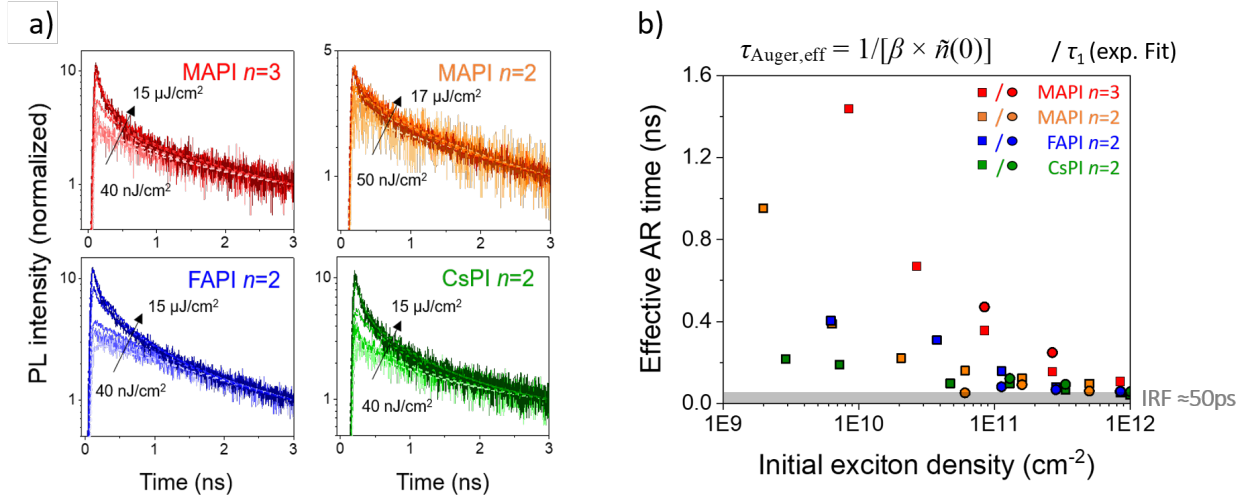 a)
PL intensity (normalized)
MAPI n=3
15 µJ/cm²
40 nJ/cm²
10
1
0
1
2
3
MAPI n=2
17 µJ/cm²
50 nJ/cm²
5
1
0
1
2
3
FAPI n=2
15 µJ/cm²
40 nJ/cm²
10
1
0
1
2
3
Time (ns)
CsPI n=2
15 µJ/cm²
40 nJ/cm²
10
1
0
1
2
3
Time (ns)
b)
τAuger,eff = 1/[β × ñ(0)] / τ1 (exp. Fit)
Effective AR time (ns)
1.6
1.2
0.8
0.4
0.0
/ MAPI n=3
/ MAPI n=2
/ FAPI n=2
/ CsPI n=2
IRF ≈50ps
1E9
1E10
1E11
1E12
Initial exciton density (cm⁻²)